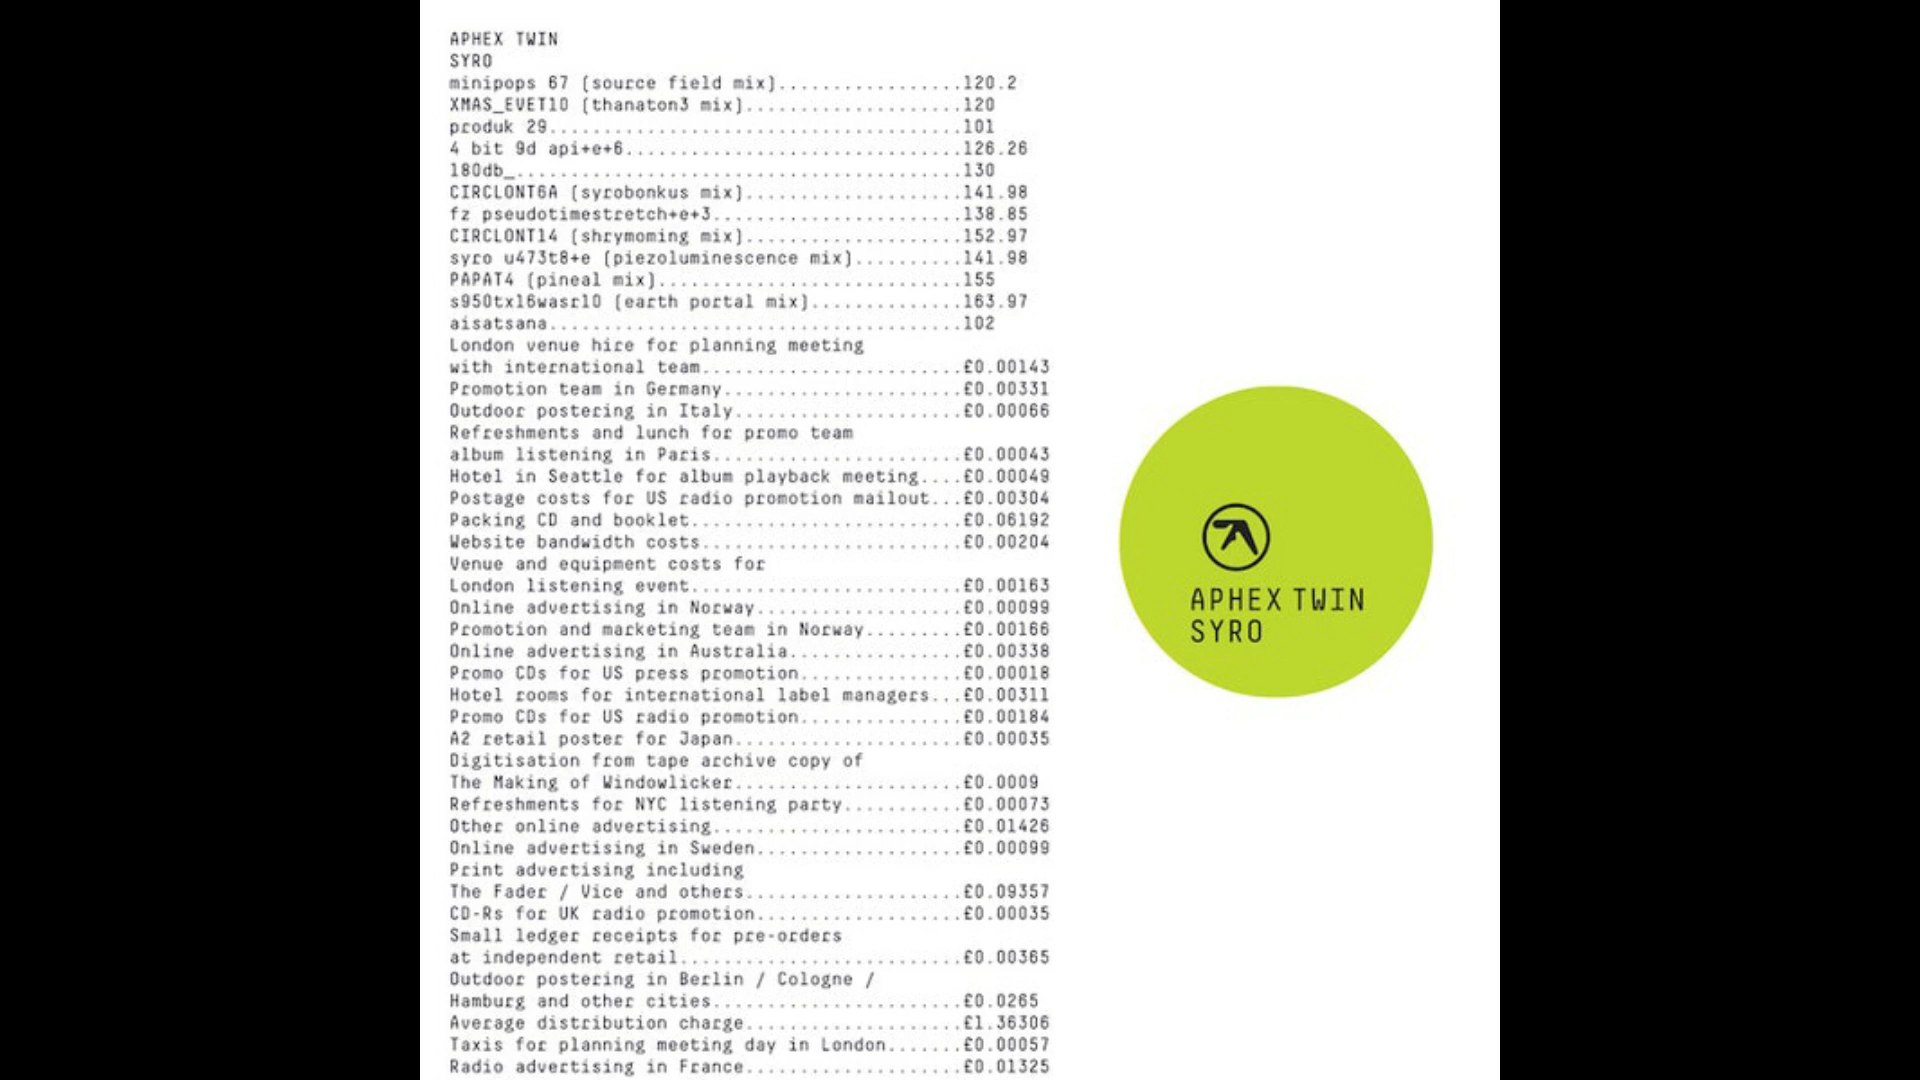 APHEX TWIN
SYRO
minipops 67 (source field mix).................120.2
XMAS_EVET10 (thanaton3 mix)....................120
produk 29......................................101
4 bit 9d api+e+6...............................126.26
180db_.........................................130
CIRCLONT6A (syrobonkus mix)....................141.98
fz pseudotimestretch+e+3.......................138.85
CIRCLONT14 (shrymoming mix)....................152.97
syro u473t8+e (piezoluminescence mix)..........141.98
PAPAT4 (pineal mix)............................155
s950tx16wasr10 (earth portal mix)..............163.97
aisatsana......................................102
London venue hire for planning meeting
with international team........................£0.00143
Promotion team in Germany......................£0.00331
Outdoor postering in Italy.....................£0.00066
Refreshments and lunch for promo team
album listening in Paris.......................£0.00043
Hotel in Seattle for album playback meeting....£0.00049
Postage costs for US radio promotion mailout...£0.00304
Packing CD and booklet.........................£0.06192
Website bandwidth costs........................£0.00204
Venue and equipment costs for
London listening event.........................£0.00163
Online advertising in Norway...................£0.00099
Promotion and marketing team in Norway.........£0.00166
Online advertising in Australia................£0.00338
Promo CDs for US press promotion...............£0.00018
Hotel rooms for international label managers...£0.00311
Promo CDs for US radio promotion...............£0.00184
A2 retail poster for Japan.....................£0.00035
Digitisation from tape archive copy of
The Making of Windowlicker.....................£0.0009
Refreshments for NYC listening party...........£0.00073
Other online advertising.......................£0.01426
Online advertising in Sweden...................£0.00099
Print advertising including
The Fader / Vice and others....................£0.09357
CD-Rs for UK radio promotion...................£0.00035
Small ledger receipts for pre-orders
at independent retail..........................£0.00365
Outdoor postering in Berlin / Cologne /
Hamburg and other cities.......................£0.0265
Average distribution charge....................£1.36306
Taxis for planning meeting day in London.......£0.00057
Radio advertising in France....................£0.01325
APHEX TWIN
SYRO